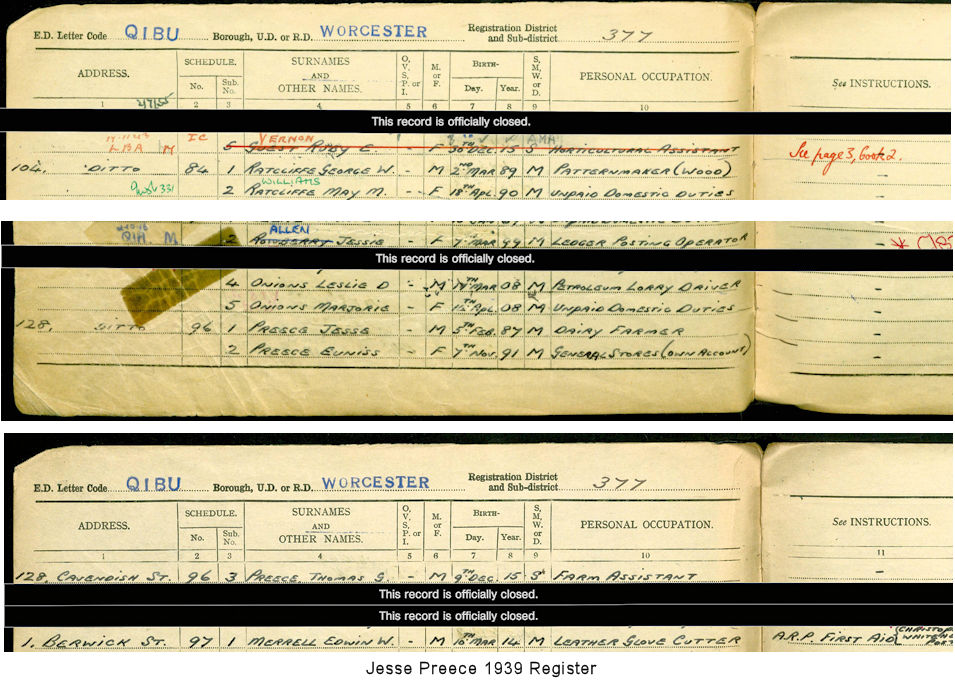 E.D. Letter Code QIBU Borough, U.D. or R.D. WORCESTER Registration District and Sub-district 377
ADDRESS. SCHEDULE. No. Sub. No. SURNAMES AND OTHER NAMES. O, V, S, P, or I. M. or F. BIRTH- Day. Year. S, M, W, or D. PERSONAL OCCUPATION. See INSTRUCTIONS.
1 2 3 4 5 6 7 8 9 10
This record is officially closed.
LBA M IC VERNON
5 GUEST RUBY E. - F 30TH DEC. 15 S HORTICULTURAL ASSISTANT See page 3, book 2.
104, DITTO 84 1 RATCLIFFE GEORGE W. - M 2ND MAR 89 M PATTERNMAKER (WOOD) -
WILLIAMS
2 RATCLIFFE MAY M. - F 18TH APL. 90 M UNPAID DOMESTIC DUTIES -
ALLEN
M 2 JESSIE - F 7TH MAR 99 M LEDGER POSTING OPERATOR -
This record is officially closed.
4 ONIONS LESLIE D - M MAR 08 M PETROLEUM LORRY DRIVER -
5 ONIONS MARJORIE - F APL. 08 M UNPAID DOMESTIC DUTIES -
128, DITTO 96 1 PREECE JESSE - M 5TH FEB. 87 M DAIRY FARMER -
2 PREECE EUNISS - F 7TH NOV. 91 M GENERAL STORES (OWN ACCOUNT) -
E.D. Letter Code QIBU Borough, U.D. or R.D. WORCESTER Registration District and Sub-district 377
ADDRESS. SCHEDULE. No. Sub. No. SURNAMES AND OTHER NAMES. O, V, S, P, or I. M. or F. BIRTH- Day. Year. S, M, W, or D. PERSONAL OCCUPATION. See INSTRUCTIONS.
1 2 3 4 5 6 7 8 9 10 11
128, CAVENDISH ST. 96 3 PREECE THOMAS G. - M 9TH DEC. 15 S FARM ASSISTANT -
This record is officially closed.
This record is officially closed.
1. BERWICK ST. 97 1 MERRELL EDWIN W. - M 10TH MAR 14 M LEATHER GLOVE CUTTER A.R.P. FIRST AID
Jesse Preece 1939 Register